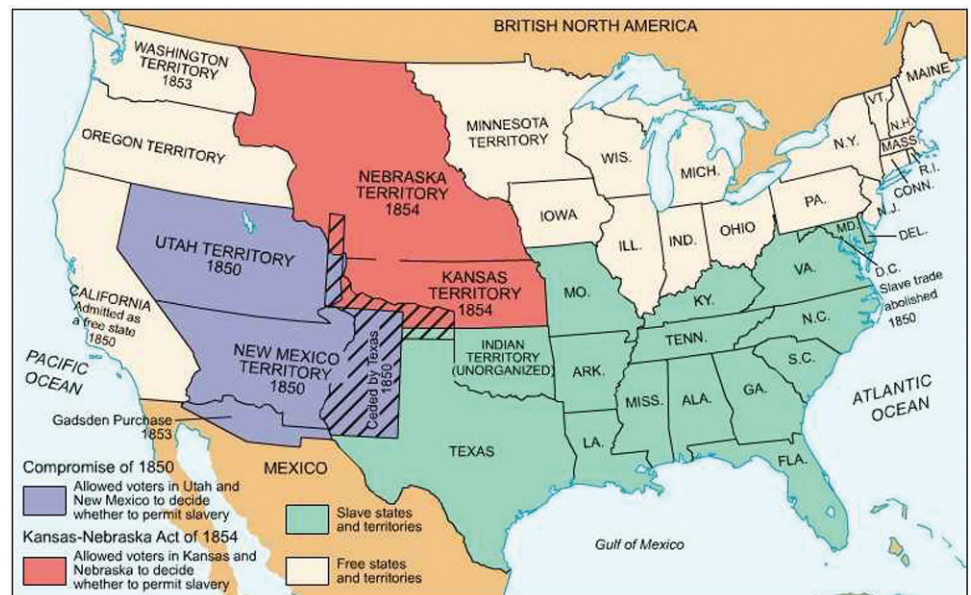 BRITISH NORTH AMERICA
WASHINGTON
TERRITORY
1853
OREGON TERRITORY
NEBRASKA
TERRITORY
1854
MINNESOTA
TERRITORY
WIS.
MICH.
IOWA
ILL.
IND.
OHIO
PA.
N.Y.
VT.
N.H.
MAINE
MASS.
R.I.
CONN.
N.J.
DEL.
MD.
D.C.
Slave trade
abolished
1850
UTAH TERRITORY
1850
CALIFORNIA
Admitted as
a free state
1850
KANSAS
TERRITORY
1854
MO.
KY.
VA.
N.C.
TENN.
S.C.
NEW MEXICO
TERRITORY
1850
Ceded by Texas
1850
INDIAN
TERRITORY
(UNORGANIZED)
ARK.
MISS.
ALA.
GA.
LA.
FLA.
TEXAS
PACIFIC
OCEAN
ATLANTIC
OCEAN
Gadsden Purchase
1853
MEXICO
Gulf of Mexico
Compromise of 1850
Allowed voters in Utah and
New Mexico to decide
whether to permit slavery
Kansas-Nebraska Act of 1854
Allowed voters in Kansas and
Nebraska to decide
whether to permit slavery
Slave states
and territories
Free states
and territories